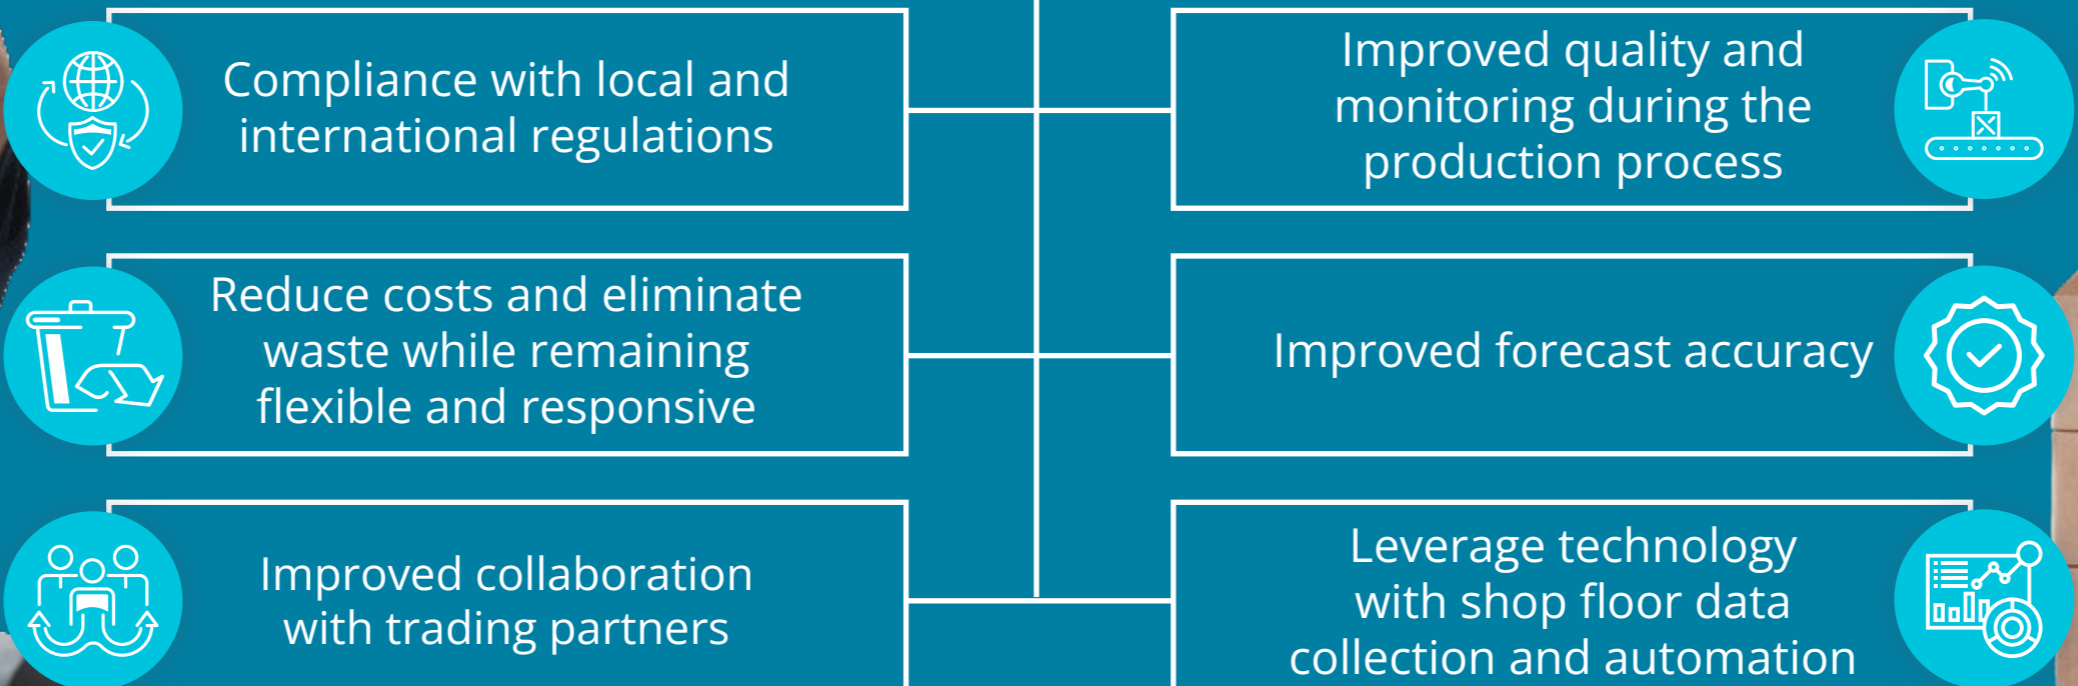 Compliance with local and
international regulations
Improved quality and
monitoring during the
production process
Reduce costs and eliminate
waste while remaining
flexible and responsive
Improved forecast accuracy
Improved collaboration
with trading partners
Leverage technology
with shop floor data
collection and automation